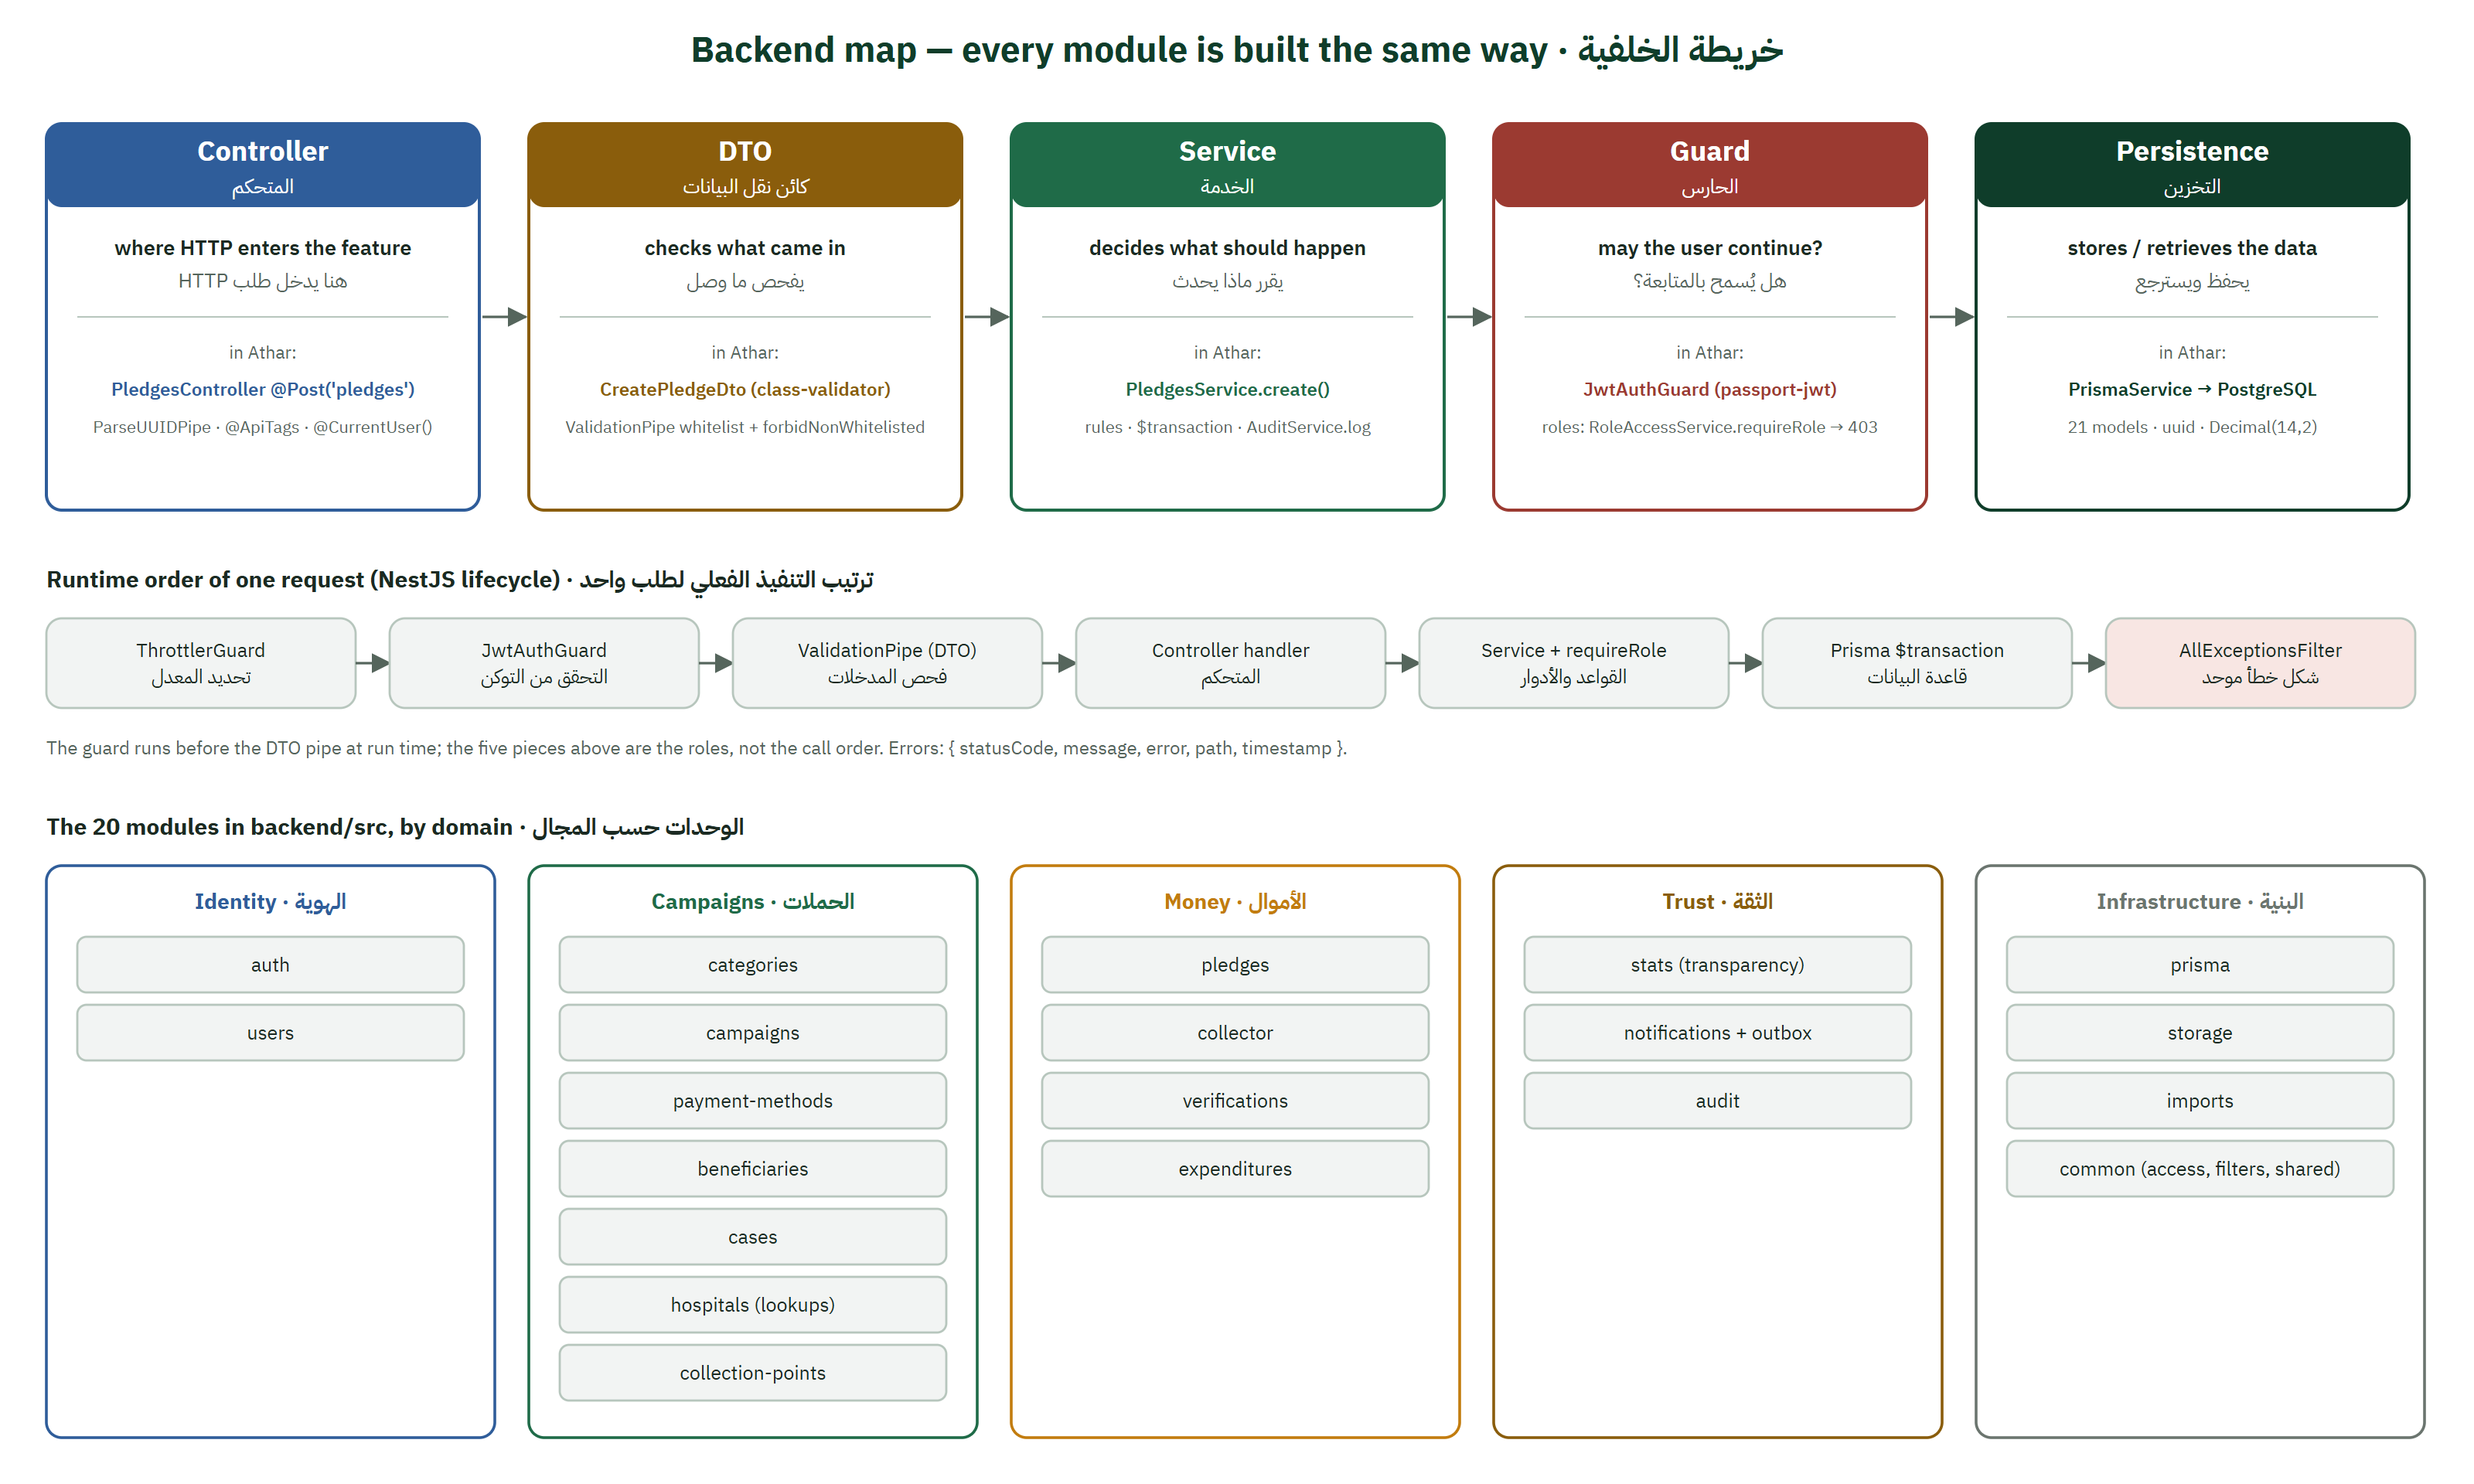 Backend map — every module is built the same way · خريطة الخلفية
Controller
المتحكم
where HTTP enters the feature
هنا يدخل طلب HTTP
in Athar:
PledgesController @Post('pledges')
ParseUUIDPipe · @ApiTags · @CurrentUser()
DTO
كائن نقل البيانات
checks what came in
يفحص ما وصل
in Athar:
CreatePledgeDto (class-validator)
ValidationPipe whitelist + forbidNonWhitelisted
Service
الخدمة
decides what should happen
يقرر ماذا يحدث
in Athar:
PledgesService.create()
rules · $transaction · AuditService.log
Guard
الحارس
may the user continue?
هل يُسمح بالمتابعة؟
in Athar:
JwtAuthGuard (passport-jwt)
roles: RoleAccessService.requireRole → 403
Persistence
التخزين
stores / retrieves the data
يحفظ ويسترجع
in Athar:
PrismaService → PostgreSQL
21 models · uuid · Decimal(14,2)
Runtime order of one request (NestJS lifecycle) · ترتيب التنفيذ الفعلي لطلب واحد
ThrottlerGuard
تحديد المعدل
JwtAuthGuard
التحقق من التوكن
ValidationPipe (DTO)
فحص المدخلات
Controller handler
المتحكم
Service + requireRole
القواعد والأدوار
Prisma $transaction
قاعدة البيانات
AllExceptionsFilter
شكل خطأ موحد
The guard runs before the DTO pipe at run time; the five pieces above are the roles, not the call order. Errors: { statusCode, message, error, path, timestamp }.
The 20 modules in backend/src, by domain · الوحدات حسب المجال
Identity · الهوية
auth
users
Campaigns · الحملات
categories
campaigns
payment-methods
beneficiaries
cases
hospitals (lookups)
collection-points
Money · الأموال
pledges
collector
verifications
expenditures
Trust · الثقة
stats (transparency)
notifications + outbox
audit
Infrastructure · البنية
prisma
storage
imports
common (access, filters, shared)